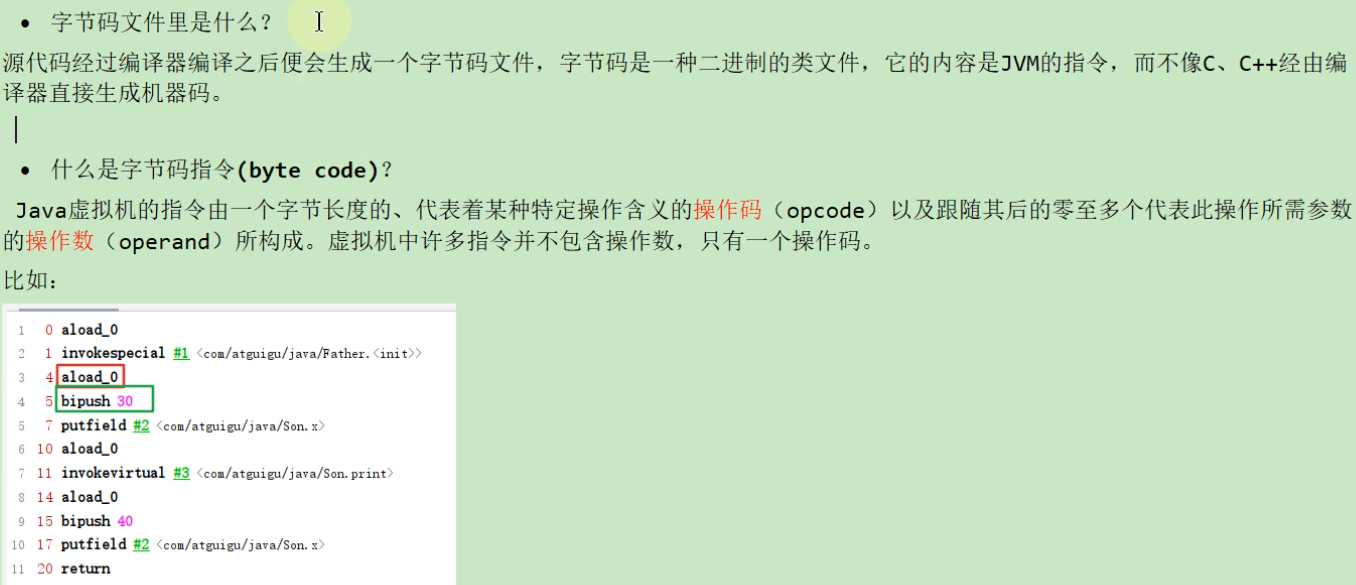 • 字节码文件里是什么？
源代码经过编译器编译之后便会生成一个字节码文件，字节码是一种二进制的类文件，它的内容是JVM的指令，而不像C、C++经由编
译器直接生成机器码。
• 什么是字节码指令(byte code)？
Java虚拟机的指令由一个字节长度的、代表着某种特定操作含义的操作码（opcode）以及跟随其后的零至多个代表此操作所需参数
的操作数（operand）所构成。虚拟机中许多指令并不包含操作数，只有一个操作码。
比如：
1 0 aload_0
2 1 invokespecial #1 <com/atguigu/java/Father.<init>>
3 4 aload_0
4 5 bipush 30
5 7 putfield #2 <com/atguigu/java/Son.x>
6 10 aload_0
7 11 invokevirtual #3 <com/atguigu/java/Son.print>
8 14 aload_0
9 15 bipush 40
10 17 putfield #2 <com/atguigu/java/Son.x>
11 20 return